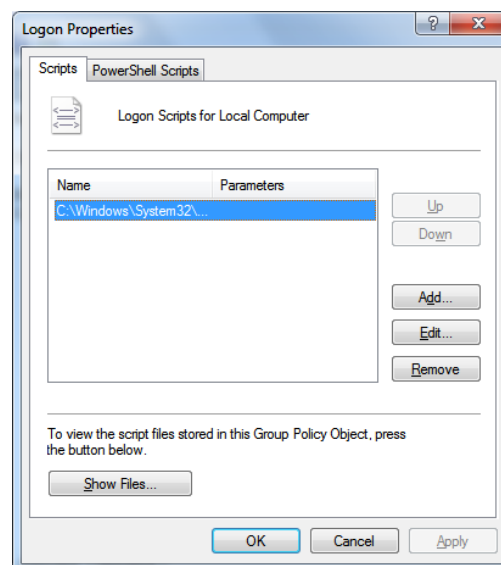 Logon Properties
Scripts
PowerShell Scripts
Logon Scripts for Local Computer
Name Parameters
C:\Windows\System32\...
Up
Down
Add...
Edit...
Remove
To view the script files stored in this Group Policy Object, press
the button below.
Show Files...
OK Cancel Apply